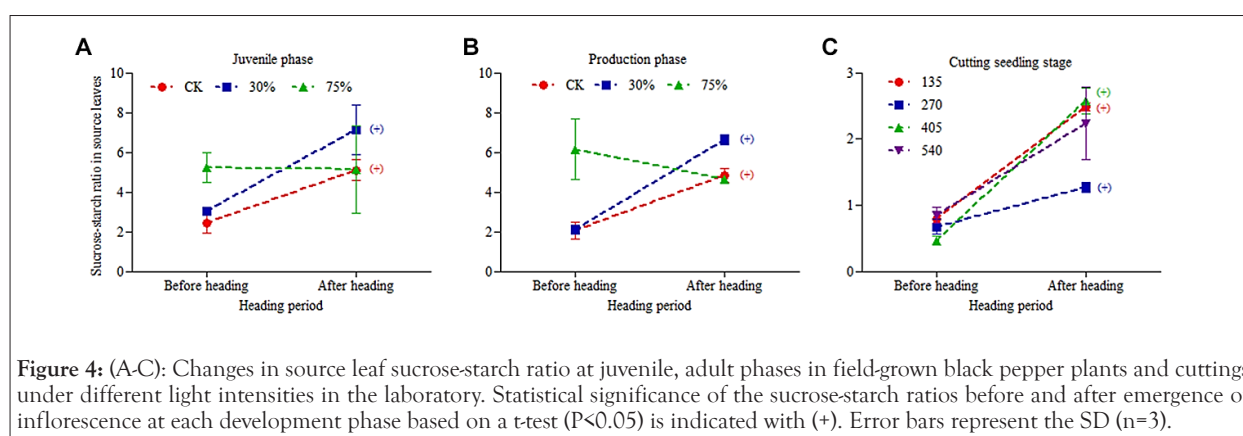 A
Juvenile phase
CK 30% 75%
Sucrose-starch ratio in source leaves
10
8
6
4
2
0
(+)
(+)
Before heading After heading
Heading period
B
Production phase
CK 30% 75%
10
8
6
4
2
0
(+)
(+)
Before heading After heading
Heading period
C
Cutting seedling stage
135
270
405
540
3
2
1
0
(+)
(+)
(+)
Before heading After heading
Heading period
Figure 4: (A-C): Changes in source leaf sucrose-starch ratio at juvenile, adult phases in field-grown black pepper plants and cuttings
under different light intensities in the laboratory. Statistical significance of the sucrose-starch ratios before and after emergence o
inflorescence at each development phase based on a t-test (P<0.05) is indicated with (+). Error bars represent the SD (n=3).